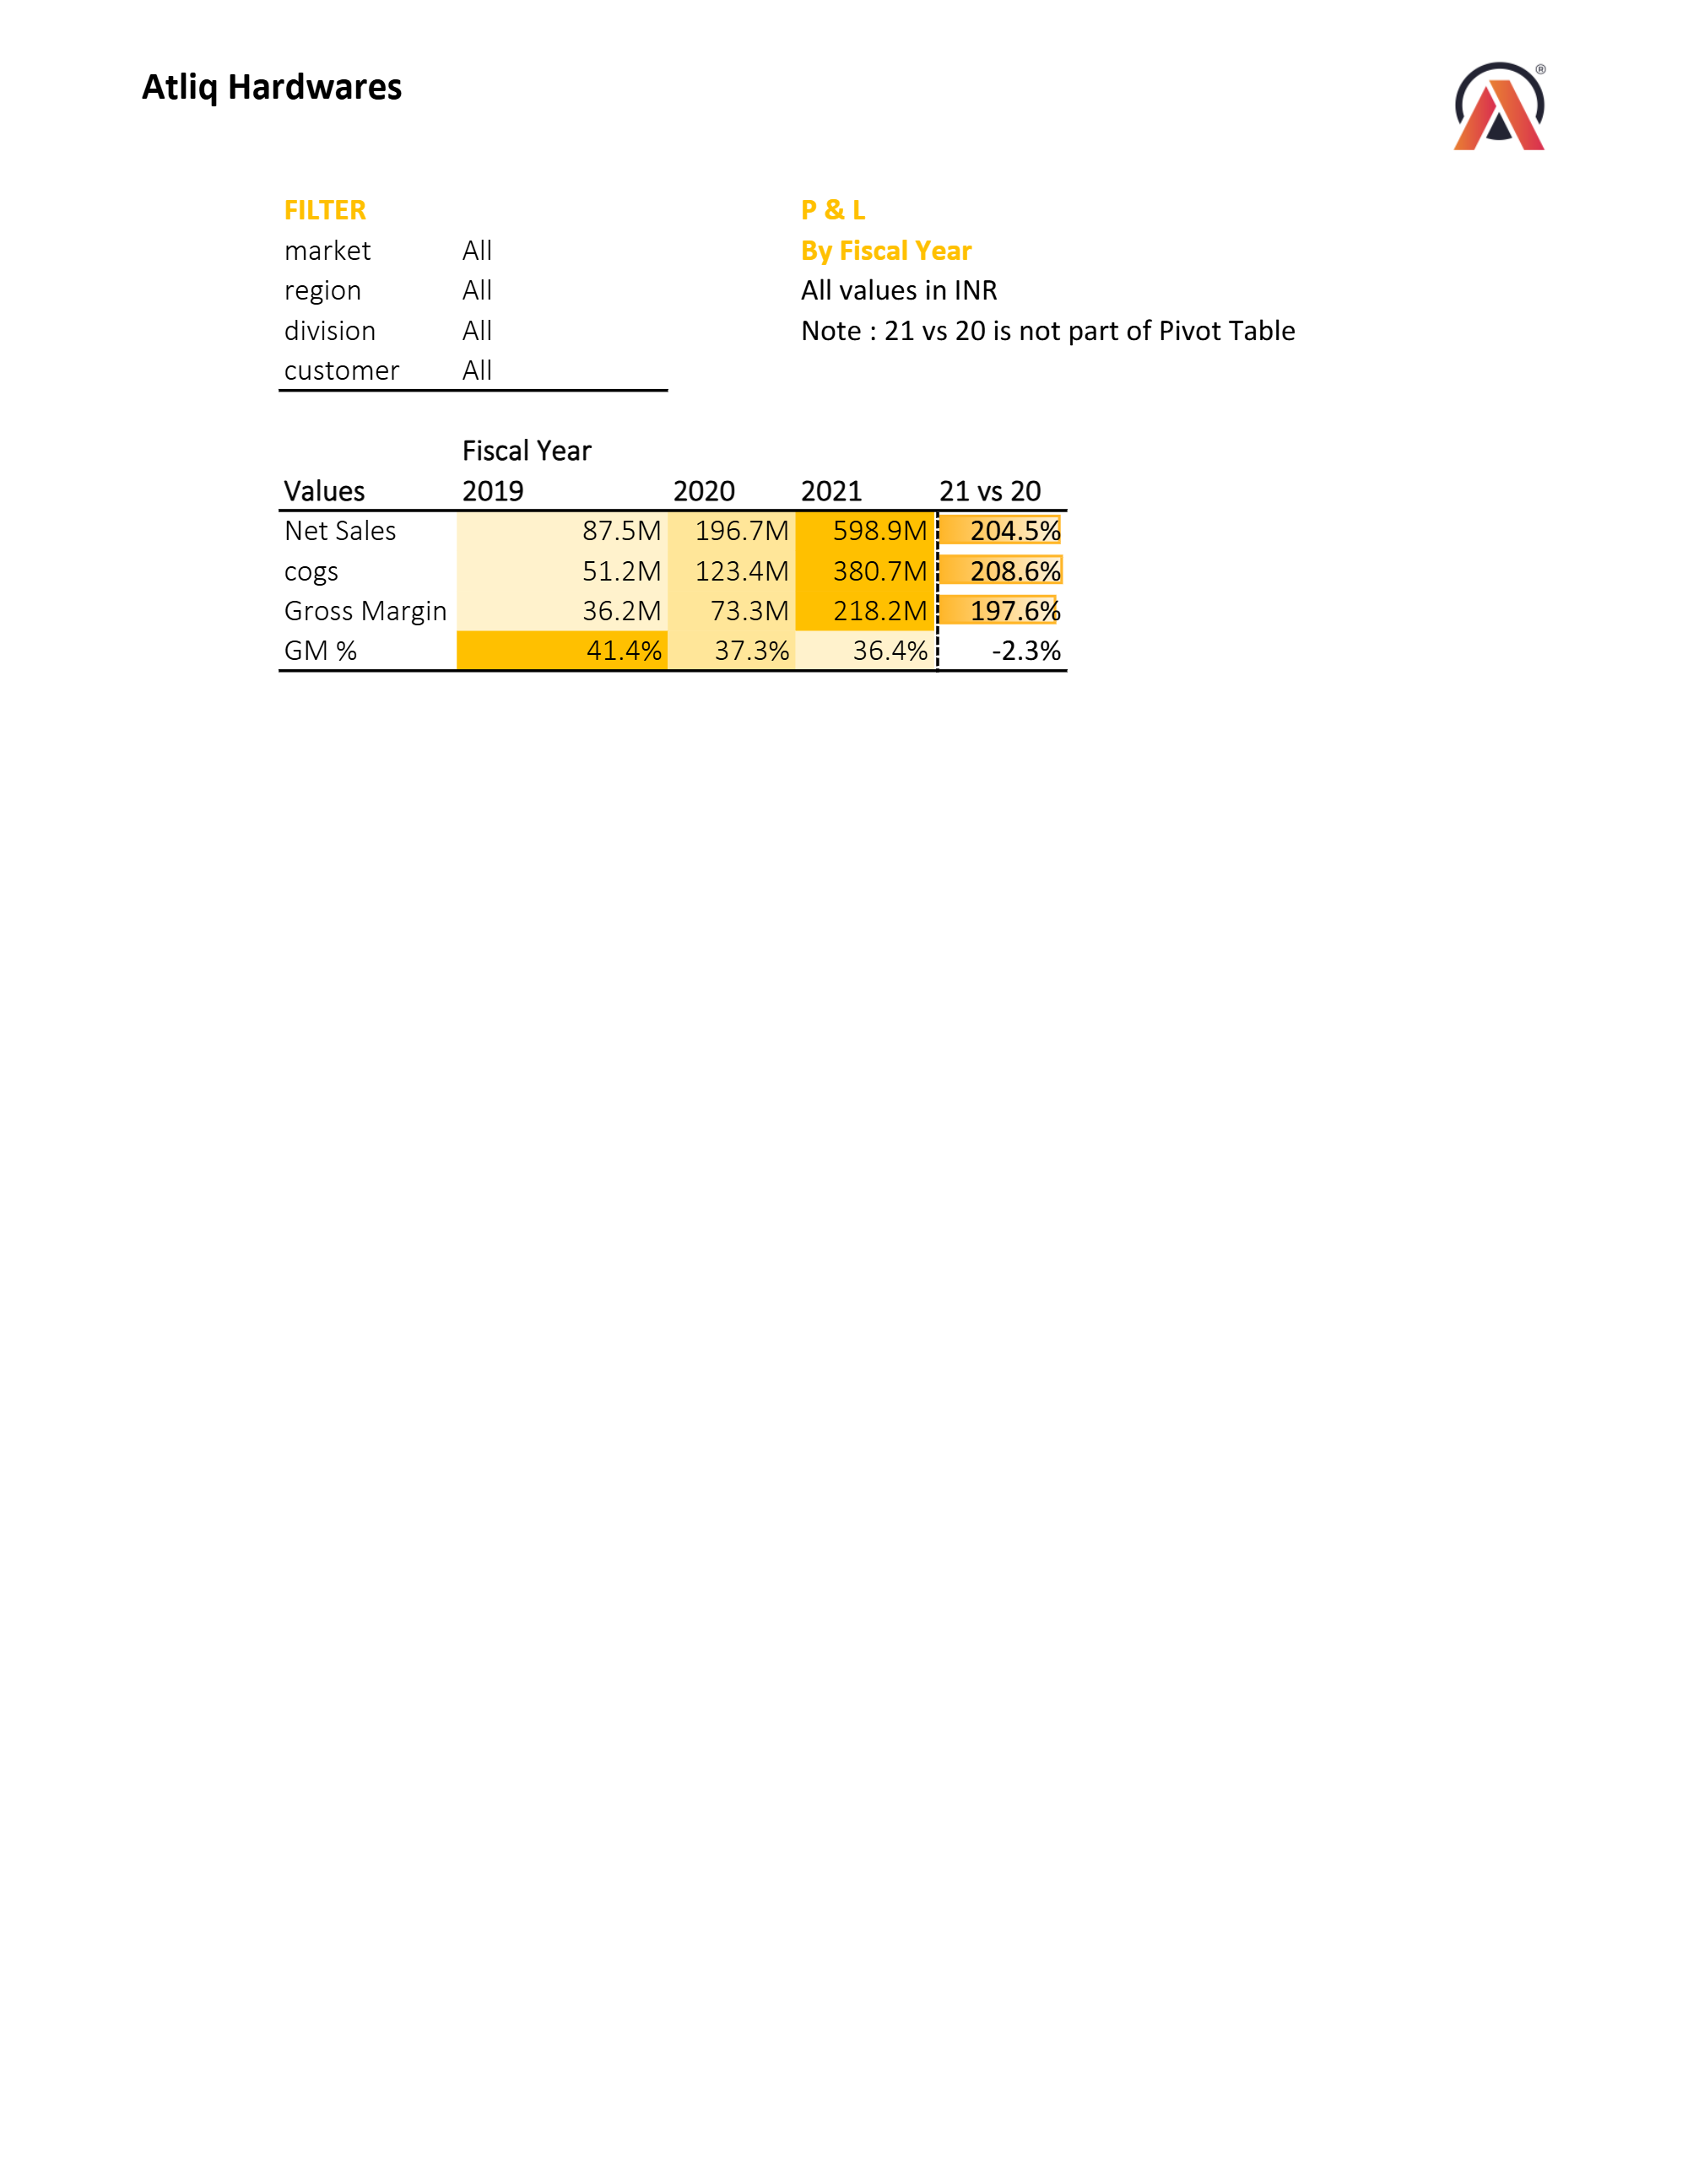 Atliq Hardwares
®
FILTER
market All
region All
division All
customer All
P & L
By Fiscal Year
All values in INR
Note : 21 vs 20 is not part of Pivot Table
Fiscal Year
Values 2019 2020 2021 21 vs 20
Net Sales 87.5M 196.7M 598.9M 204.5%
cogs 51.2M 123.4M 380.7M 208.6%
Gross Margin 36.2M 73.3M 218.2M 197.6%
GM % 41.4% 37.3% 36.4% -2.3%